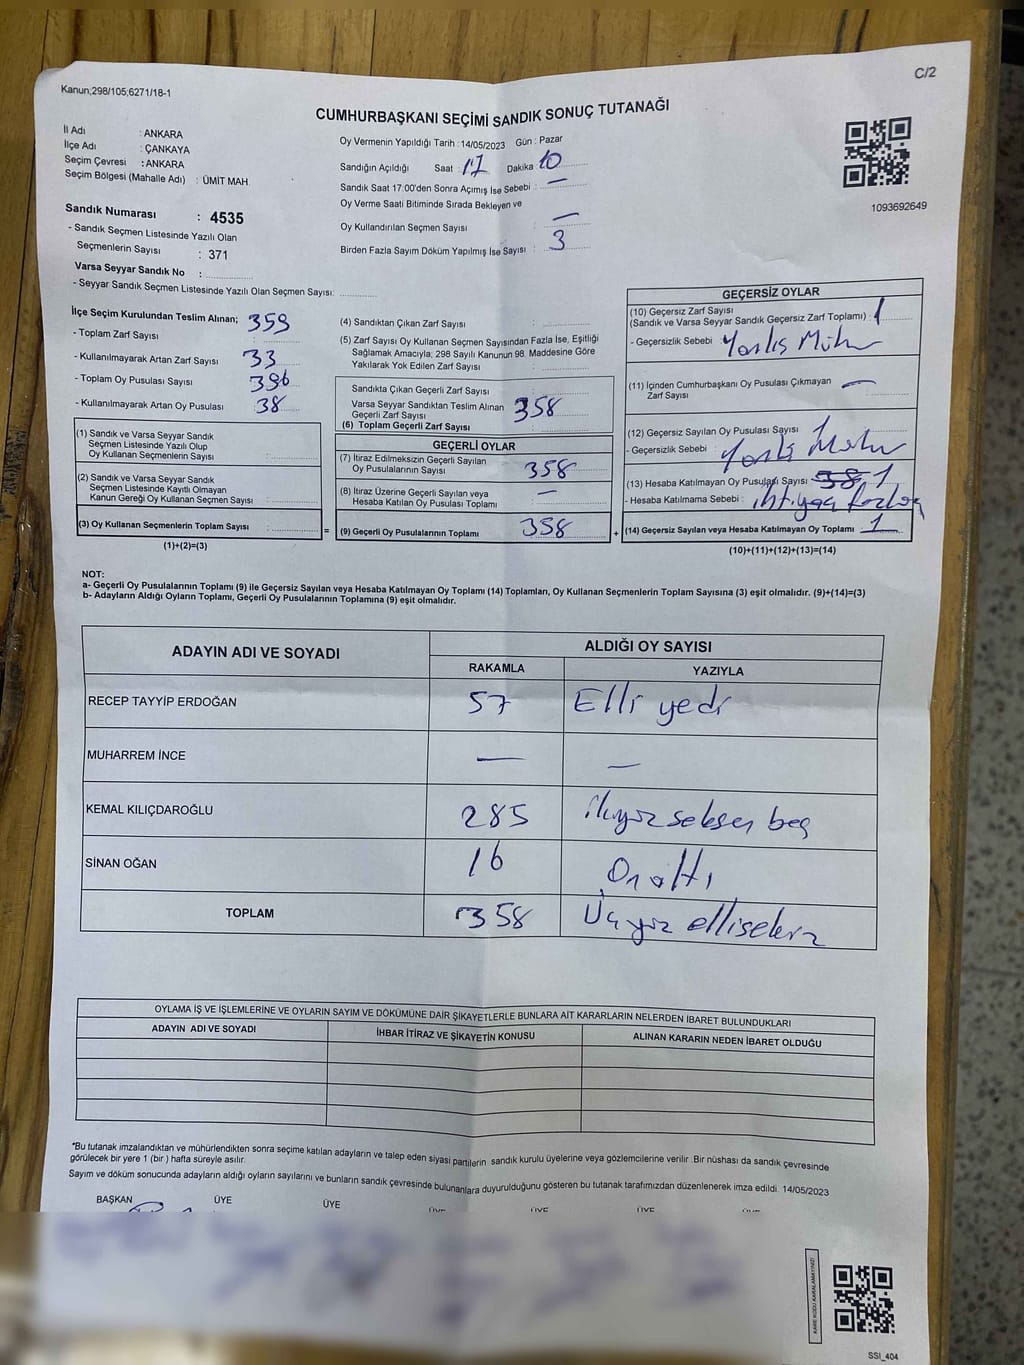 Kanun;298/105;6271/18-1
C/2
CUMHURBAŞKANI SEÇİMİ SANDIK SONUÇ TUTANAĞI
İl Adı : ANKARA
İlçe Adı : ÇANKAYA
Seçim Çevresi : ANKARA
Seçim Bölgesi (Mahalle Adı) : ÜMİT MAH.
Sandık Numarası : 4535
- Sandık Seçmen Listesinde Yazılı Olan
Seçmenlerin Sayısı : 371
Varsa Seyyar Sandık No :
- Seyyar Sandık Seçmen Listesinde Yazılı Olan Seçmen Sayısı:
Oy Vermenin Yapıldığı Tarih : 14/05/2023 Gün : Pazar
Sandığın Açıldığı Saat : 17 Dakika : 10
Sandık Saat 17:00'den Sonra Açımış İse Sebebi : —
Oy Verme Saati Bitiminde Sırada Bekleyen ve
Oy Kullandırılan Seçmen Sayısı : —
Birden Fazla Sayım Döküm Yapılmış İse Sayısı : 3
1093692649
İlçe Seçim Kurulundan Teslim Alınan; 359
- Toplam Zarf Sayısı :
- Kullanılmayarak Artan Zarf Sayısı 33
- Toplam Oy Pusulası Sayısı 396
- Kullanılmayarak Artan Oy Pusulası 38
(1) Sandık ve Varsa Seyyar Sandık
Seçmen Listesinde Yazılı Olup
Oy Kullanan Seçmenlerin Sayısı :
(2) Sandık ve Varsa Seyyar Sandık
Seçmen Listesinde Kayıtlı Olmayan
Kanun Gereği Oy Kullanan Seçmen Sayısı :
(3) Oy Kullanan Seçmenlerin Toplam Sayısı : =
(1)+(2)=(3)
(4) Sandıktan Çıkan Zarf Sayısı :
(5) Zarf Sayısı Oy Kullanan Seçmen Sayısından Fazla İse, Eşitliği
Sağlamak Amacıyla, 298 Sayılı Kanunun 98. Maddesine Göre
Yakılarak Yok Edilen Zarf Sayısı :
Sandıkta Çıkan Geçerli Zarf Sayısı :
Varsa Seyyar Sandıktan Teslim Alınan
Geçerli Zarf Sayısı 358
(6) Toplam Geçerli Zarf Sayısı :
GEÇERLİ OYLAR
(7) İtiraz Edilmeksizin Geçerli Sayılan
Oy Pusulalarının Sayısı : 358
(8) İtiraz Üzerine Geçerli Sayılan veya
Hesaba Katılan Oy Pusulası Toplamı : —
(9) Geçerli Oy Pusulalarının Toplamı : 358 +
GEÇERSİZ OYLAR
(10) Geçersiz Zarf Sayısı
(Sandık ve Varsa Seyyar Sandık Geçersiz Zarf Toplamı) : 1
- Geçersizlik Sebebi : Yanlış Mühür
(11) İçinden Cumhurbaşkanı Oy Pusulası Çıkmayan
Zarf Sayısı : —
(12) Geçersiz Sayılan Oy Pusulası Sayısı : 1
- Geçersizlik Sebebi : Yanlış Mühür
(13) Hesaba Katılmayan Oy Pusulası Sayısı : 38 1
- Hesaba Katılmama Sebebi : ihtiyaç fazlası
(14) Geçersiz Sayılan veya Hesaba Katılmayan Oy Toplamı : 1
(10)+(11)+(12)+(13)=(14)
NOT:
a- Geçerli Oy Pusulalarının Toplamı (9) ile Geçersiz Sayılan veya Hesaba Katılmayan Oy Toplamı (14) Toplamları, Oy Kullanan Seçmenlerin Toplam Sayısına (3) eşit olmalıdır. (9)+(14)=(3)
b- Adayların Aldığı Oyların Toplamı, Geçerli Oy Pusulalarının Toplamına (9) eşit olmalıdır.
ADAYIN ADI VE SOYADI
ALDIĞI OY SAYISI
RAKAMLA YAZIYLA
RECEP TAYYİP ERDOĞAN 57 Elli yedi
MUHARREM İNCE — —
KEMAL KILIÇDAROĞLU 285 ikiyüz seksen beş
SİNAN OĞAN 16 Onaltı
TOPLAM 358 Üçyüz ellisekiz
OYLAMA İŞ VE İŞLEMLERİNE VE OYLARIN SAYIM VE DÖKÜMÜNE DAİR ŞİKAYETLERLE BUNLARA AİT KARARLARIN NELERDEN İBARET BULUNDUKLARI
ADAYIN ADI VE SOYADI İHBAR İTİRAZ VE ŞİKAYETİN KONUSU ALINAN KARARIN NEDEN İBARET OLDUĞU
"Bu tutanak imzalandıktan ve mühürlendikten sonra seçime katılan adayların ve talep eden siyasi partilerin sandık kurulu üyelerine veya gözlemcilerine verilir .Bir nüshası da sandık çevresinde
görülecek bir yere 1 (bir ) hafta süreyle asılır.
Sayım ve döküm sonucunda adayların aldığı oyların sayılarını ve bunların sandık çevresinde bulunanlara duyurulduğunu gösteren bu tutanak tarafımızdan düzenlenerek imza edildi. 14/05/2023
BAŞKAN ÜYE ÜYE ÜYE ÜYE ÜYE ÜYE
KARE KODU KARALAMAYINIZ!
SSI_404